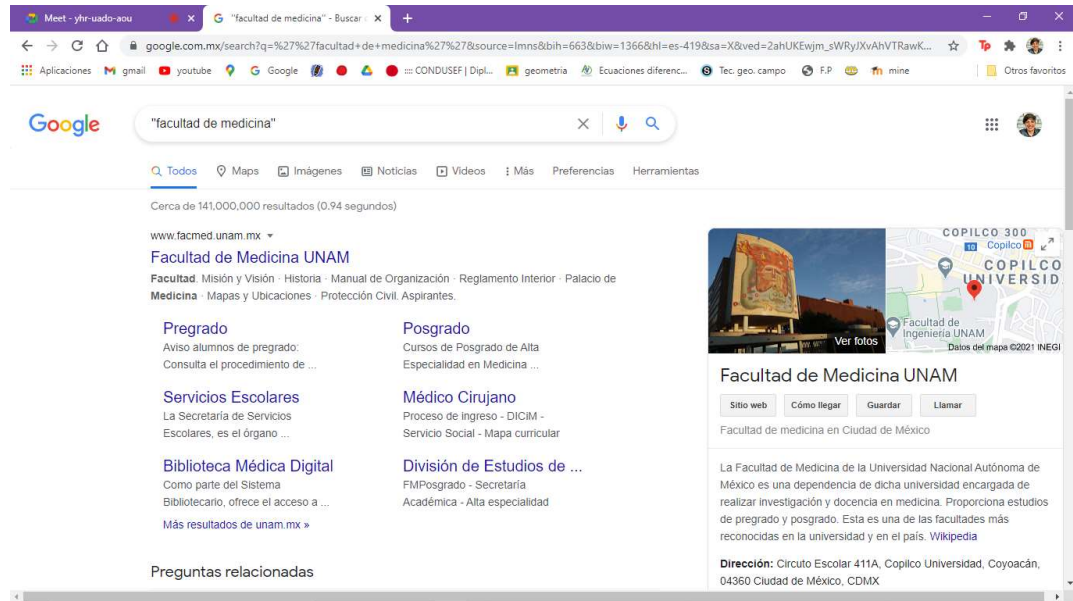 Meet - yhr-uado-aou
"facultad de medicina" - Buscar c
google.com.mx/search?q=%27%27facultad+de+medicina%27%27&source=lmns&bih=663&biw=1366&hl=es-419&sa=X&ved=2ahUKEwjm_sWRyJXvAhVTRawK...
Aplicaciones
gmail
youtube
Google
:::: CONDUSEF | Dipl...
geometria
Ecuaciones diferenc...
Tec. geo. campo
F.P
mine
Otros favoritos
Google
"facultad de medicina"
Todos
Maps
Imágenes
Noticias
Videos
Más
Preferencias
Herramientas
Cerca de 141,000,000 resultados (0.94 segundos)
www.facmed.unam.mx
Facultad de Medicina UNAM
Facultad. Misión y Visión · Historia · Manual de Organización · Reglamento Interior · Palacio de
Medicina · Mapas y Ubicaciones · Protección Civil. Aspirantes.
Pregrado
Aviso alumnos de pregrado:
Consulta el procedimiento de ...
Posgrado
Cursos de Posgrado de Alta
Especialidad en Medicina ...
Servicios Escolares
La Secretaría de Servicios
Escolares, es el órgano ...
Médico Cirujano
Proceso de ingreso - DICiM -
Servicio Social - Mapa curricular
Biblioteca Médica Digital
Como parte del Sistema
Bibliotecario, ofrece el acceso a ...
División de Estudios de ...
FMPosgrado - Secretaría
Académica - Alta especialidad
Más resultados de unam.mx »
Preguntas relacionadas
Ver fotos
COPILCO 300
10
Copilco
COPILCO
UNIVERSID
Facultad de
Ingeniería UNAM
Datos del mapa ©2021 INEGI
Facultad de Medicina UNAM
Sitio web
Cómo llegar
Guardar
Llamar
Facultad de medicina en Ciudad de México
La Facultad de Medicina de la Universidad Nacional Autónoma de
México es una dependencia de dicha universidad encargada de
realizar investigación y docencia en medicina. Proporciona estudios
de pregrado y posgrado. Esta es una de las facultades más
reconocidas en la universidad y en el país. Wikipedia
Dirección: Circuto Escolar 411A, Copilco Universidad, Coyoacán,
04360 Ciudad de México, CDMX